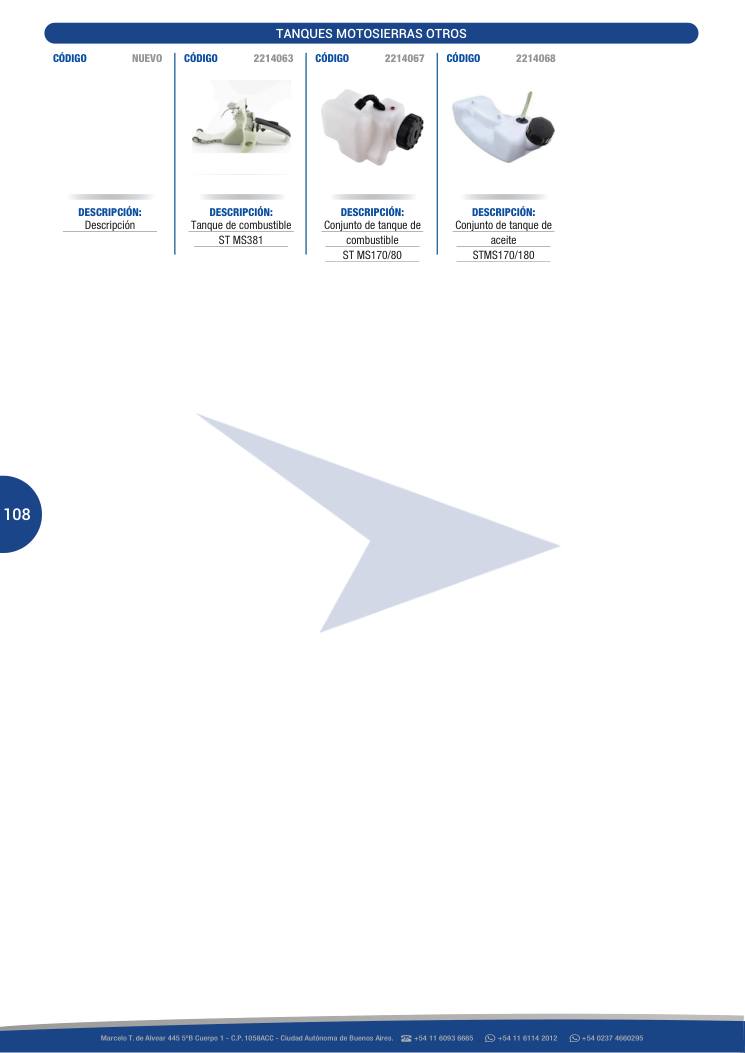 TANQUES MOTOSIERRAS OTROS
CÓDIGO NUEVO
DESCRIPCIÓN:
Descripción
CÓDIGO 2214063
DESCRIPCIÓN:
Tanque de combustible
ST MS381
CÓDIGO 2214067
DESCRIPCIÓN:
Conjunto de tanque de
combustible
ST MS170/80
CÓDIGO 2214068
DESCRIPCIÓN:
Conjunto de tanque de
aceite
STMS170/180
108
Marcelo T. de Alvear 445 5ºB Cuerpo 1 - C.P. 1058ACC - Ciudad Autónoma de Buenos Aires. +54 11 6093 6665 +54 11 6114 2012 +54 0237 4660295